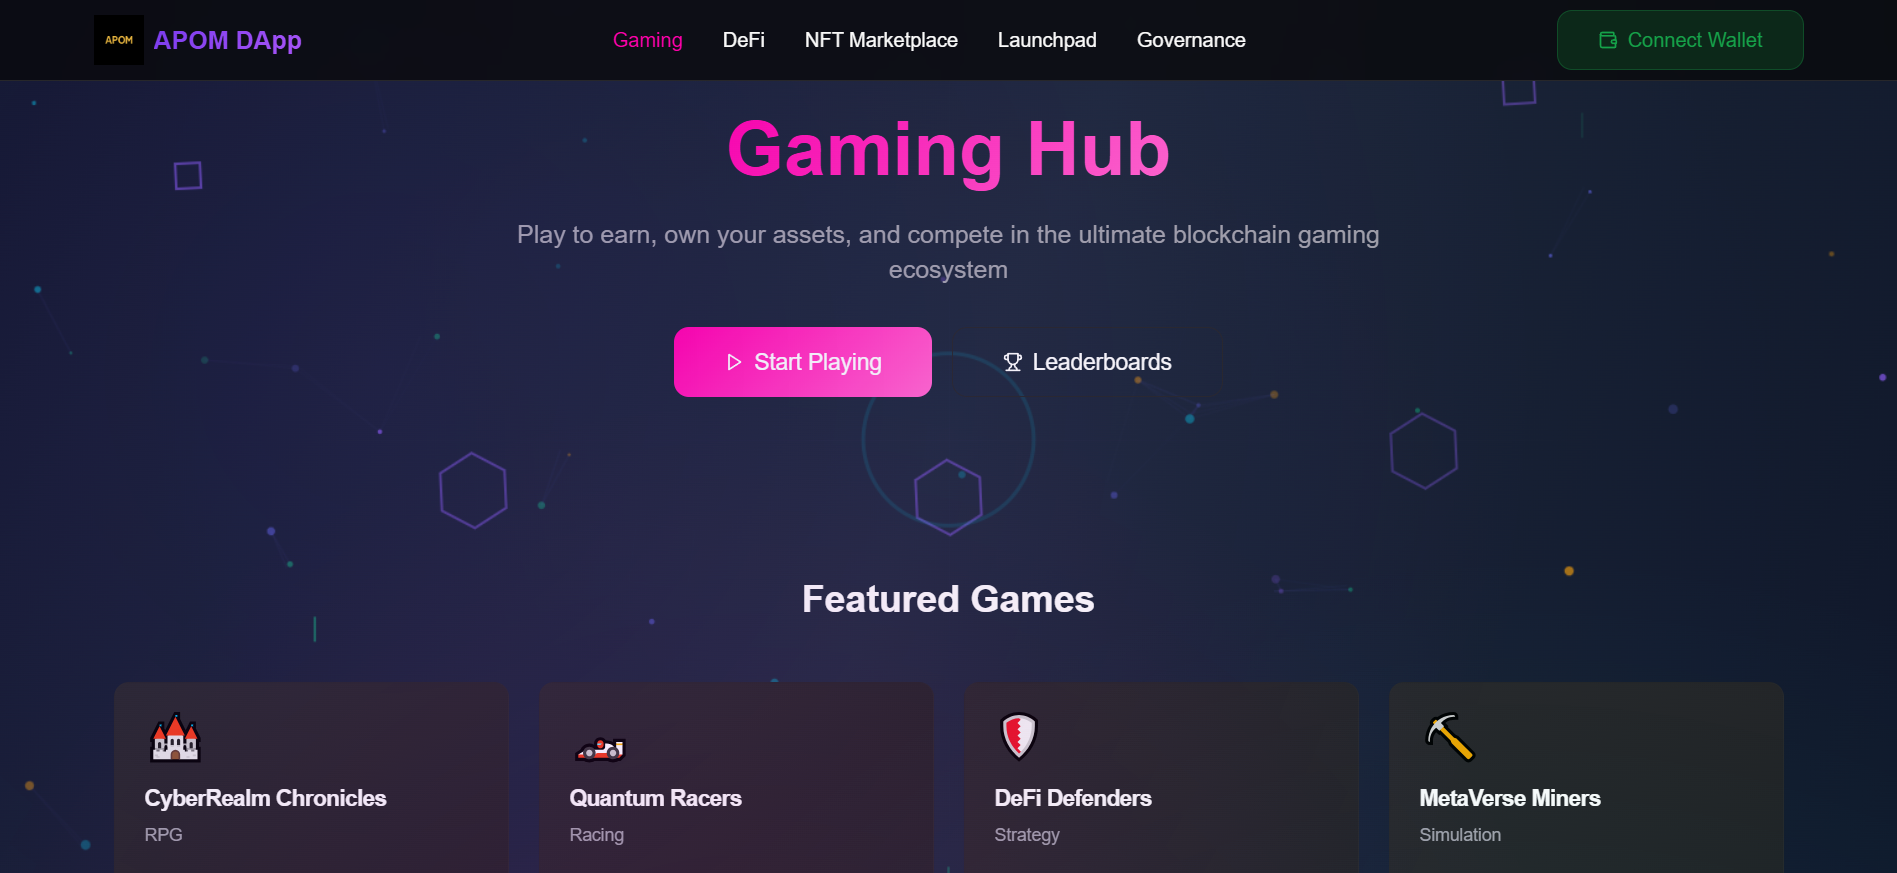 APOM
APOM DApp
Gaming
DeFi
NFT Marketplace
Launchpad
Governance
Connect Wallet
Gaming Hub
Play to earn, own your assets, and compete in the ultimate blockchain gaming
ecosystem
Start Playing
Leaderboards
Featured Games
CyberRealm Chronicles
RPG
Quantum Racers
Racing
DeFi Defenders
Strategy
MetaVerse Miners
Simulation